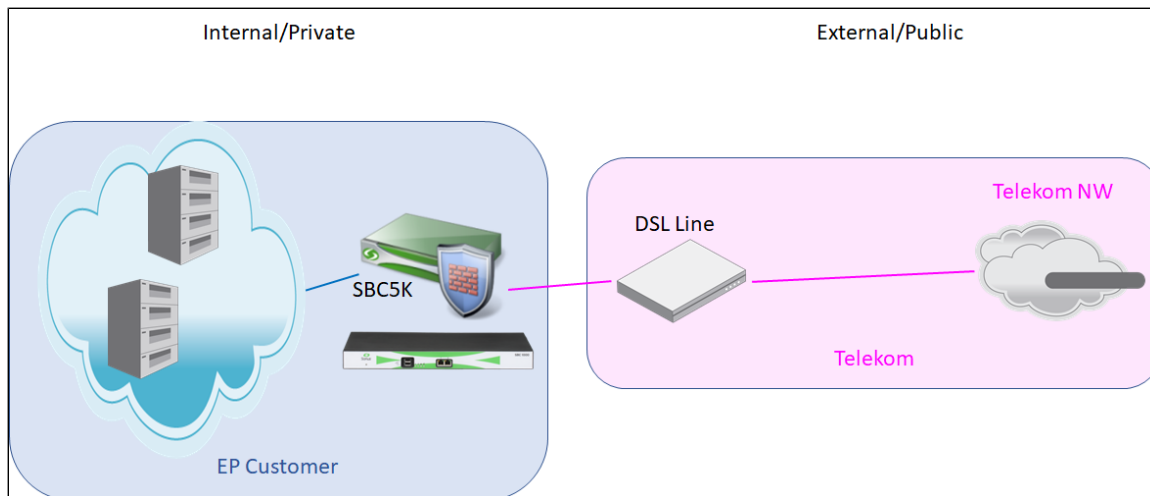 Internal/Private
External/Public
Telekom NW
DSL Line
SBC5K
Telekom
EP Customer